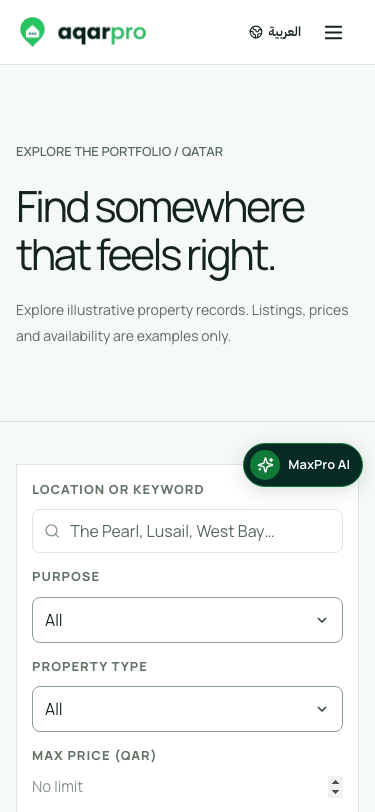 aqarpro
العربية
EXPLORE THE PORTFOLIO / QATAR
Find somewhere
that feels right.
Explore illustrative property records. Listings, prices
and availability are examples only.
MaxPro AI
LOCATION OR KEYWORD
The Pearl, Lusail, West Bay...
PURPOSE
All
PROPERTY TYPE
All
MAX PRICE (QAR)
No limit